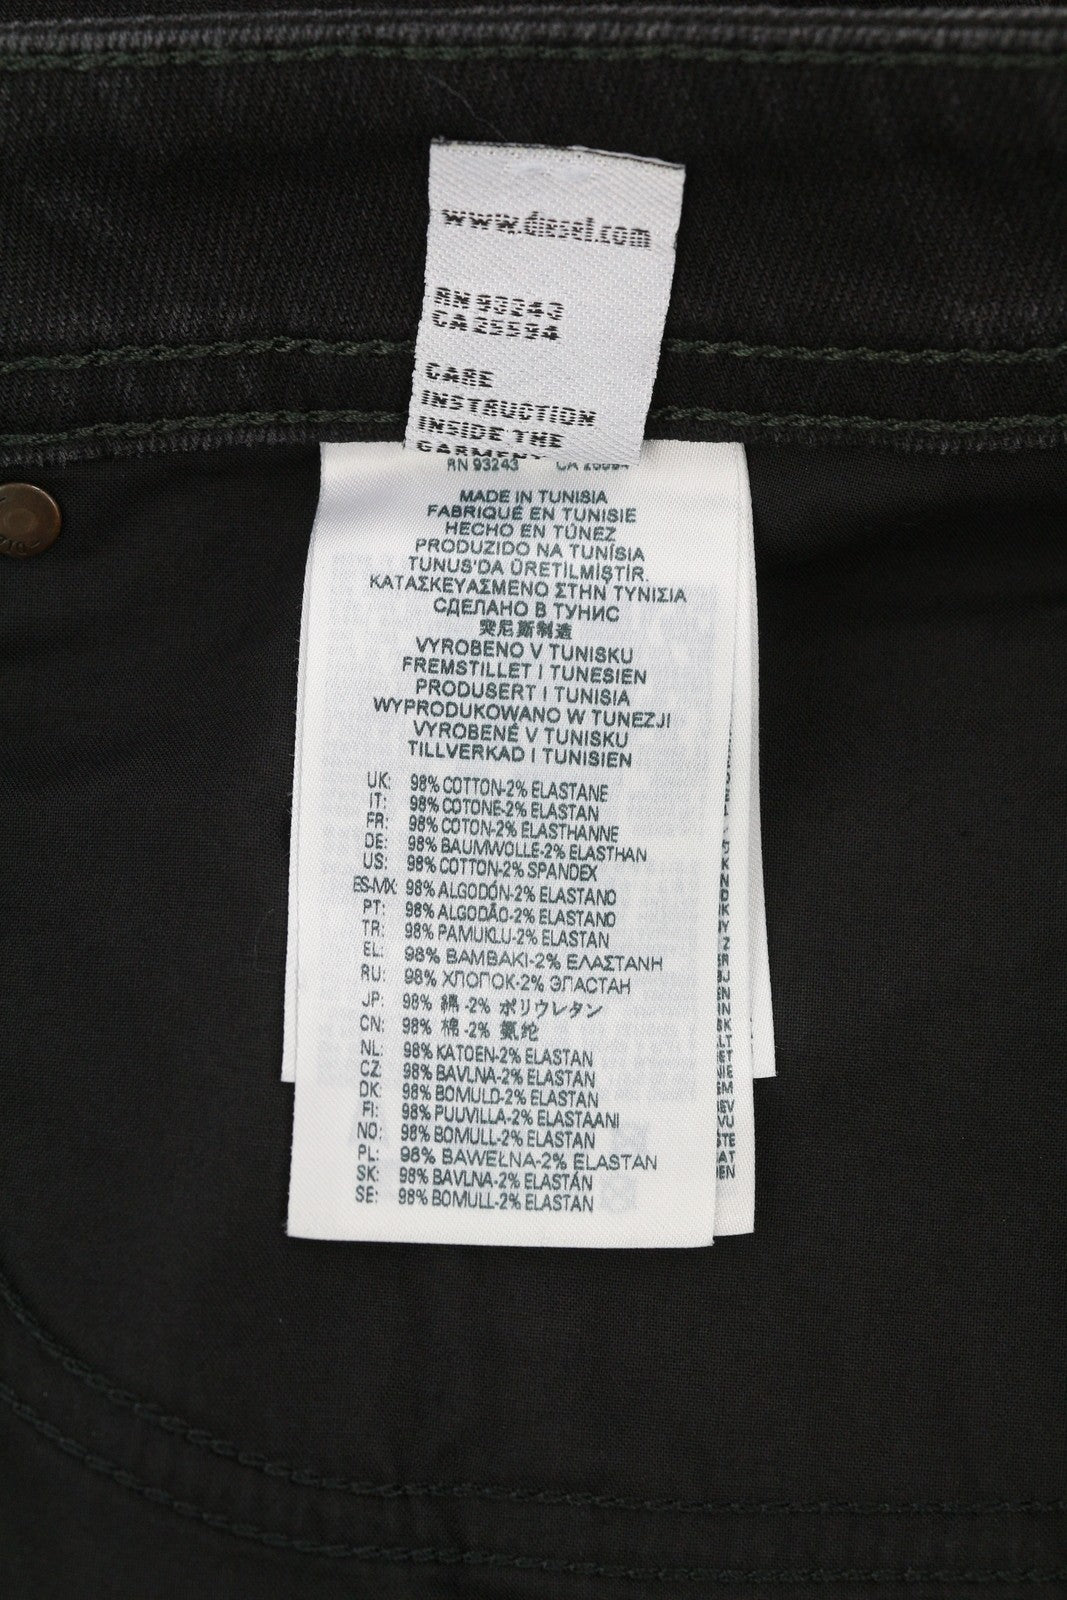 www.diesel.com
RN 93243
CA 25594
CARE
INSTRUCTION
INSIDE THE
GARMENT
RN 93243 CA 25594
MADE IN TUNISIA
FABRIQUÉ EN TUNISIE
HECHO EN TÚNEZ
PRODUZIDO NA TUNÍSIA
TUNUS'DA ÜRETILMIŞTIR.
ΚΑΤΑΣΚΕΥΑΣΜΕΝΟ ΣΤΗΝ ΤΥΝΙΣΙΑ
СДЕЛАНО В ТУНИС
突尼斯制造
VYROBENO V TUNISKU
FREMSTILLET I TUNESIEN
PRODUSERT I TUNISIA
WYPRODUKOWANO W TUNEZJI
VYROBENÉ V TUNISKU
TILLVERKAD I TUNISIEN
UK: 98% COTTON-2% ELASTANE
IT: 98% COTONE-2% ELASTAN
FR: 98% COTON-2% ELASTHANNE
DE: 98% BAUMWOLLE-2% ELASTHAN
US: 98% COTTON-2% SPANDEX
ES-MX: 98% ALGODÓN-2% ELASTANO
PT: 98% ALGODÃO-2% ELASTANO
TR: 98% PAMUKLU-2% ELASTAN
EL: 98% ΒΑΜΒΑΚΙ-2% ΕΛΑΣΤΑΝΗ
RU: 98% ХЛОПОК-2% ЭЛАСТАН
JP: 98% 綿 -2% ポリウレタン
CN: 98% 棉 -2% 氨纶
NL: 98% KATOEN-2% ELASTAN
CZ: 98% BAVLNA-2% ELASTAN
DK: 98% BOMULD-2% ELASTAN
FI: 98% PUUVILLA-2% ELASTAANI
NO: 98% BOMULL-2% ELASTAN
PL: 98% BAWEŁNA-2% ELASTAN
SK: 98% BAVLNA-2% ELASTÁN
SE: 98% BOMULL-2% ELASTAN